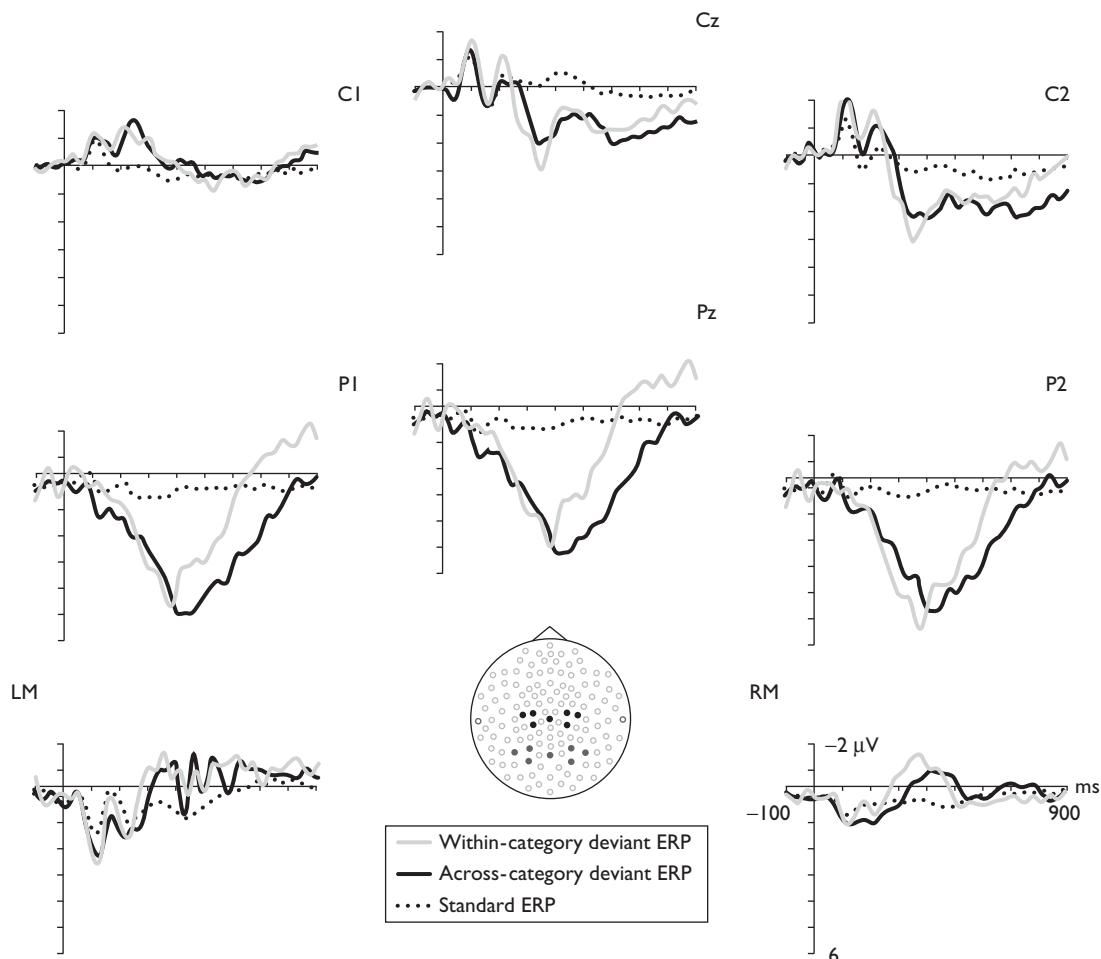 Cz
C1
C2
Pz
P1
P2
LM
RM
−2 μV
ms
−100
900
Within-category deviant ERP
Across-category deviant ERP
Standard ERP
6